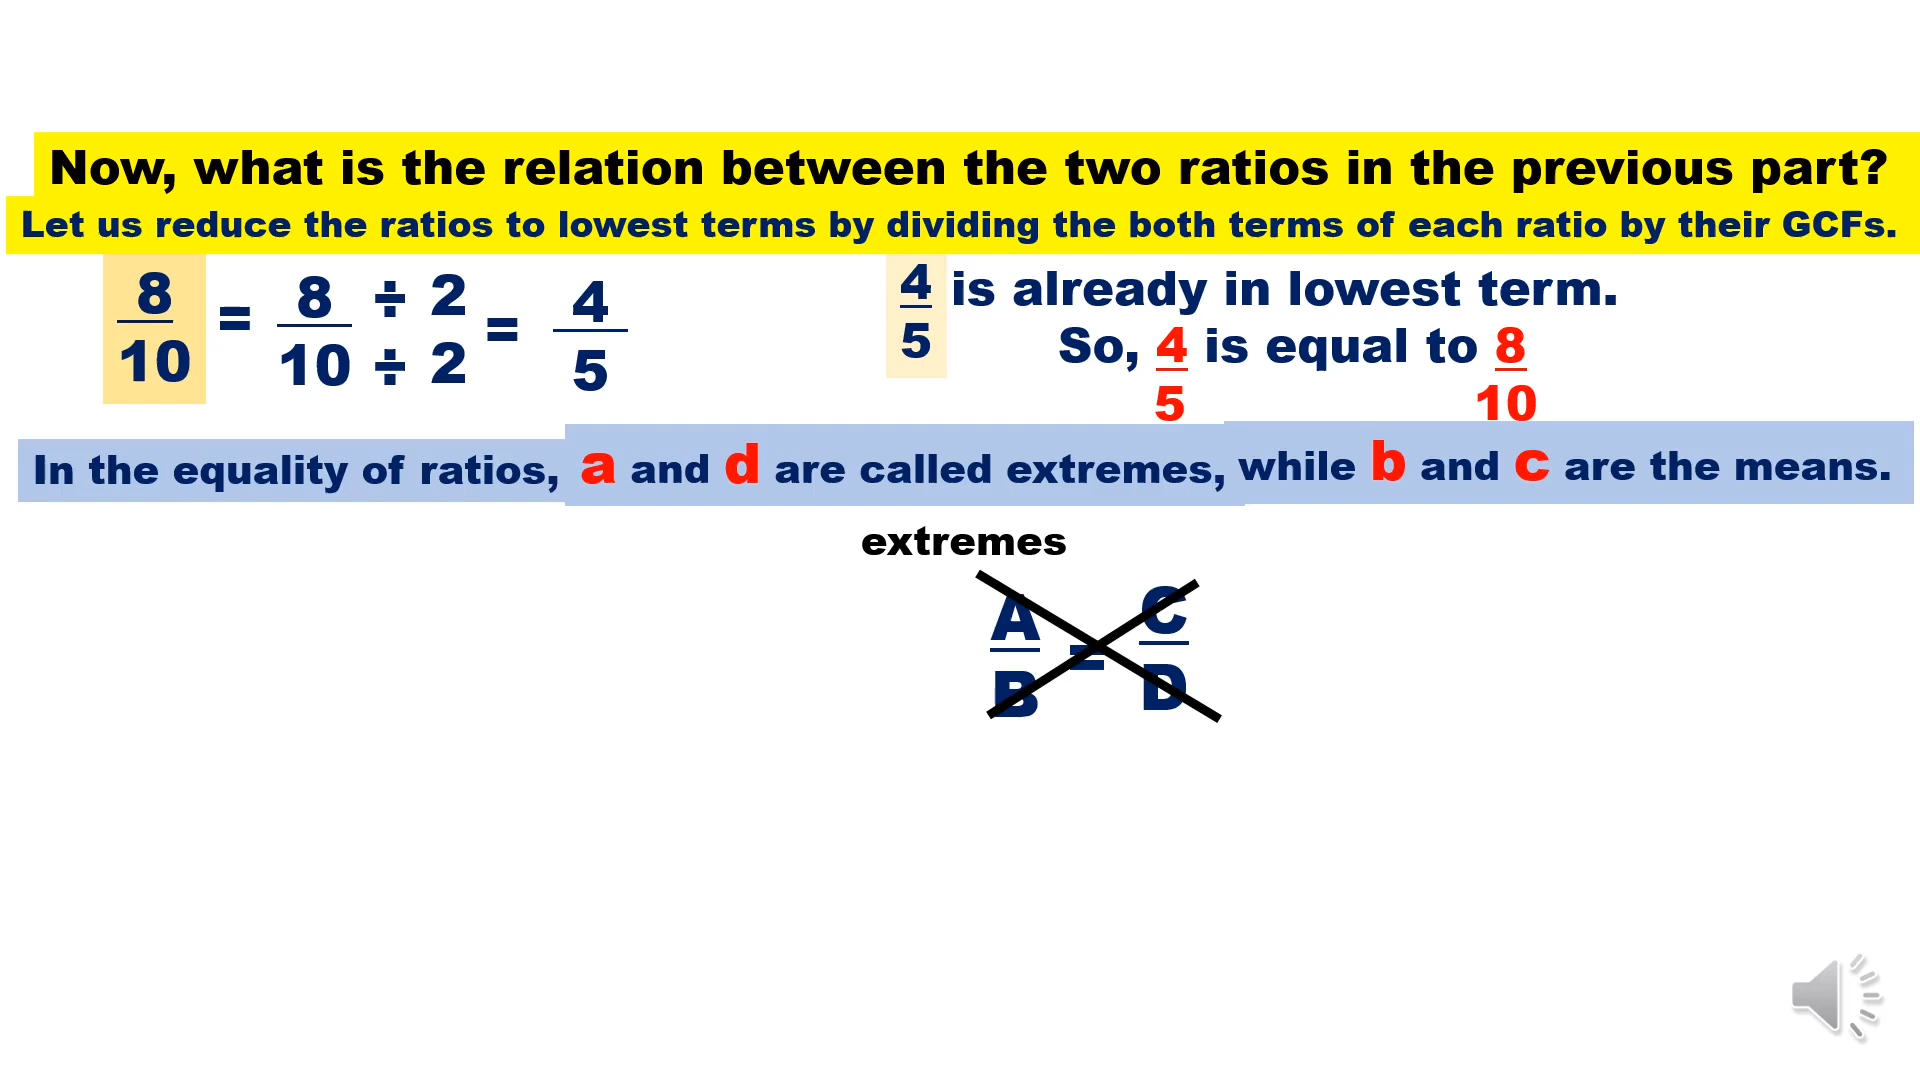 Now, what is the relation between the two ratios in the previous part?
Let us reduce the ratios to lowest terms by dividing the both terms of each ratio by their GCFs.
8/10 = 8 ÷ 2 / 10 ÷ 2 = 4/5
4/5 is already in lowest term.
So, 4/5 is equal to 8/10
In the equality of ratios, a and d are called extremes, while b and c are the means.
extremes
A/B = C/D